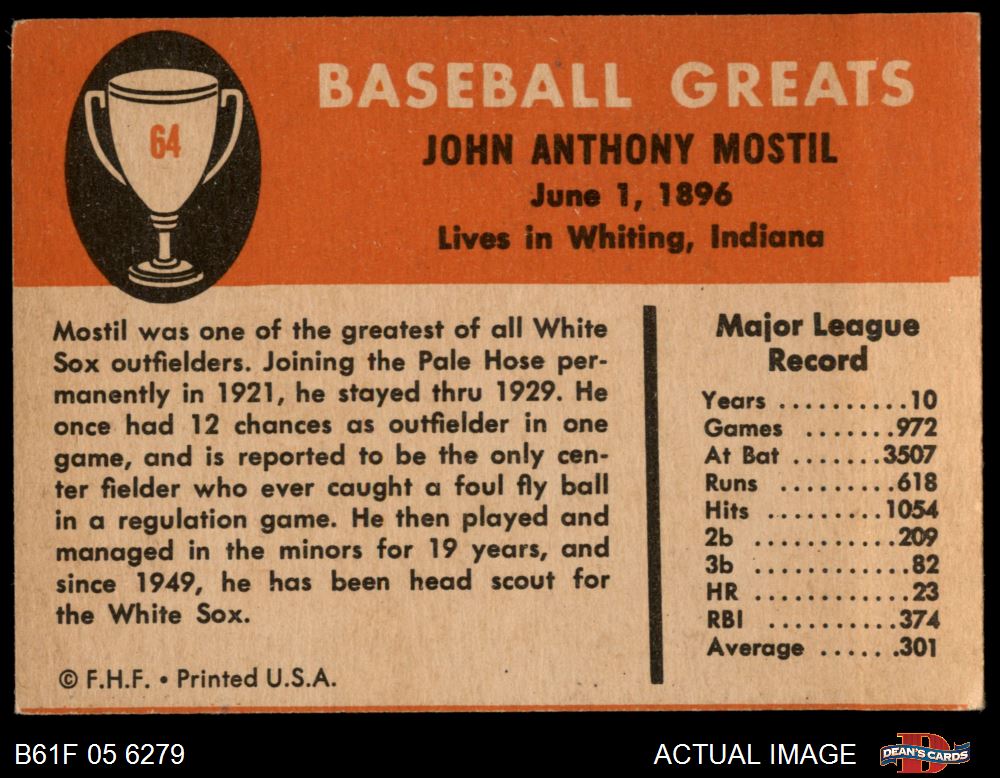 64
BASEBALL GREATS
JOHN ANTHONY MOSTIL
June 1, 1896
Lives in Whiting, Indiana
Mostil was one of the greatest of all White
Sox outfielders. Joining the Pale Hose per-
manently in 1921, he stayed thru 1929. He
once had 12 chances as outfielder in one
game, and is reported to be the only cen-
ter fielder who ever caught a foul fly ball
in a regulation game. He then played and
managed in the minors for 19 years, and
since 1949, he has been head scout for
the White Sox.
© F.H.F. • Printed U.S.A.
Major League
Record
Years ..........10
Games .......972
At Bat .......3507
Runs .........618
Hits .........1054
2b ...........209
3b ............82
HR ............23
RBI ..........374
Average ......301
B61F 05 6279
ACTUAL IMAGE
D
DEAN'S CARDS